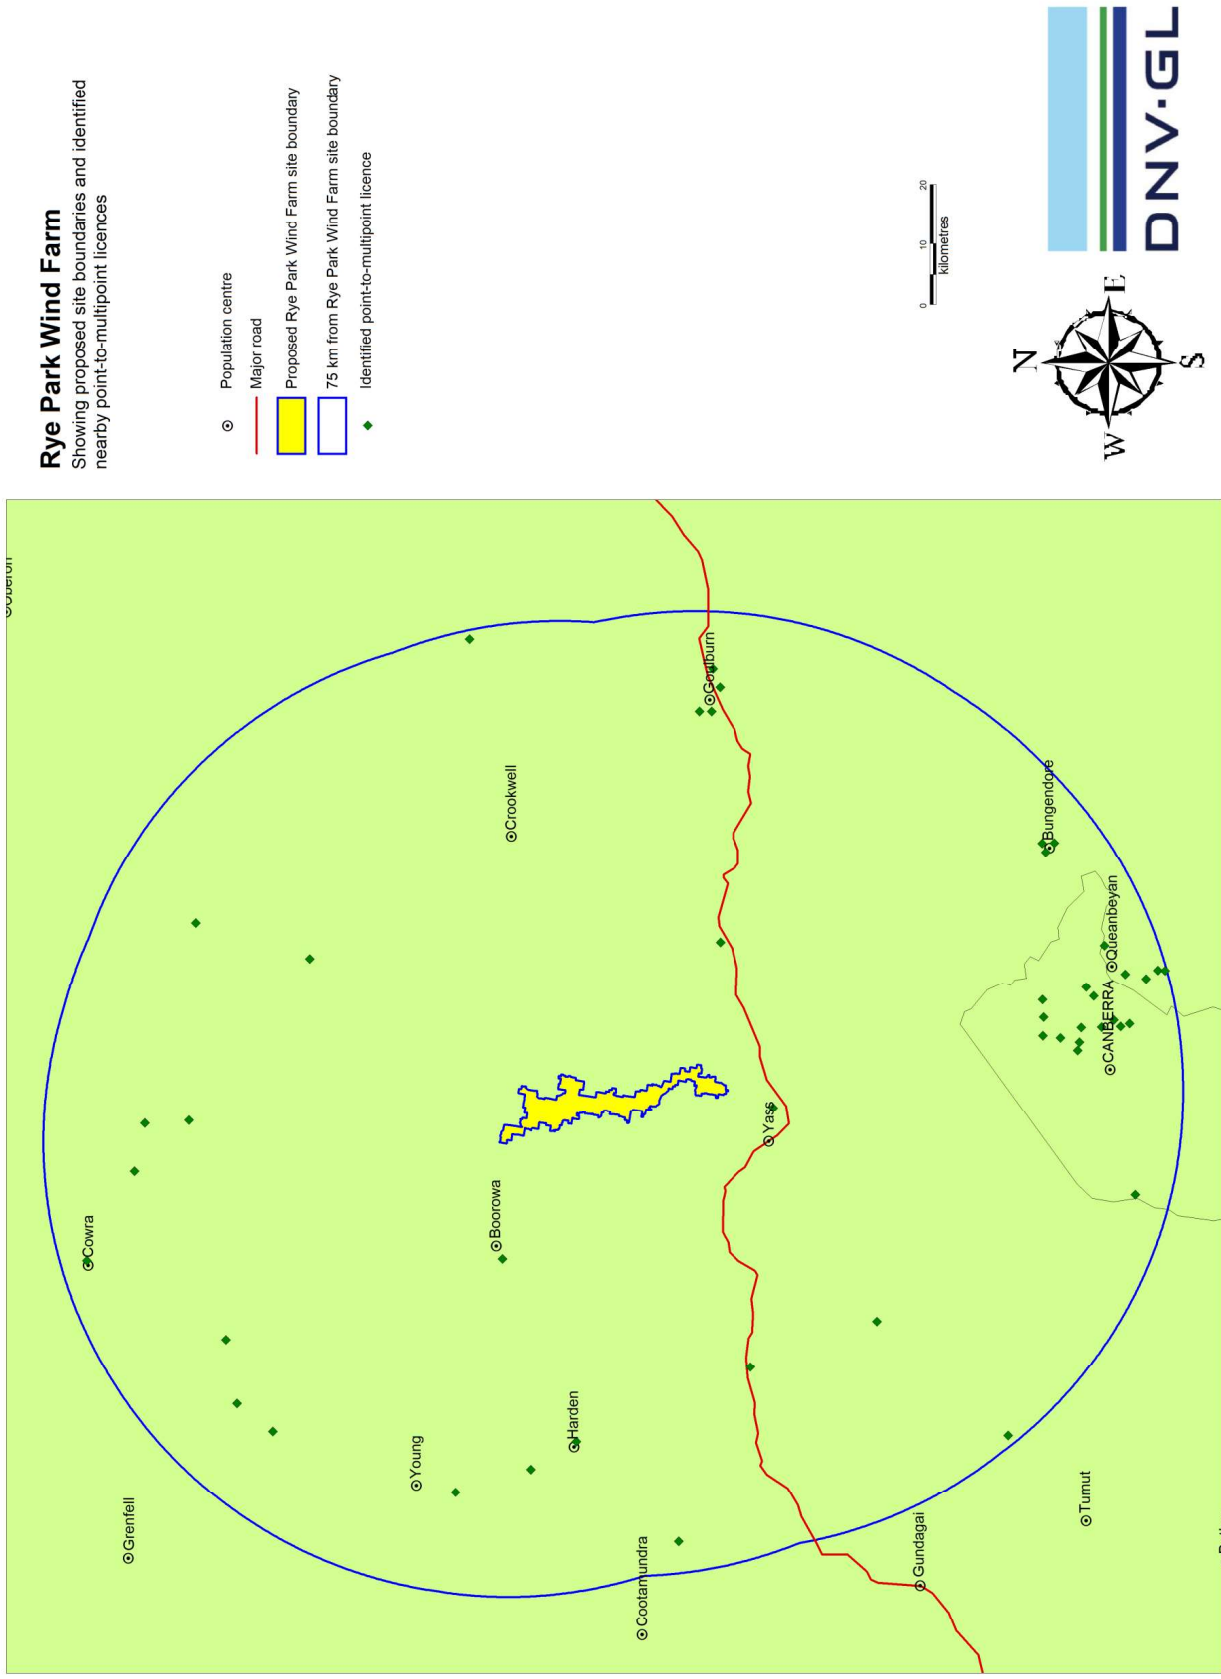 Rye Park Wind Farm
Showing proposed site boundaries and identified
nearby point-to-multipoint licences
Population centre
Major road
Proposed Rye Park Wind Farm site boundary
75 km from Rye Park Wind Farm site boundary
Identified point-to-multipoint licence
0 10 20
kilometres
N
W E
S
DNV·GL
Oberon
Cowra
Grenfell
Young
Boorowa
Crookwell
Harden
Cootamundra
Goulburn
Yass
Gundagai
Bungendore
Tumut
CANBERRA
Queanbeyan